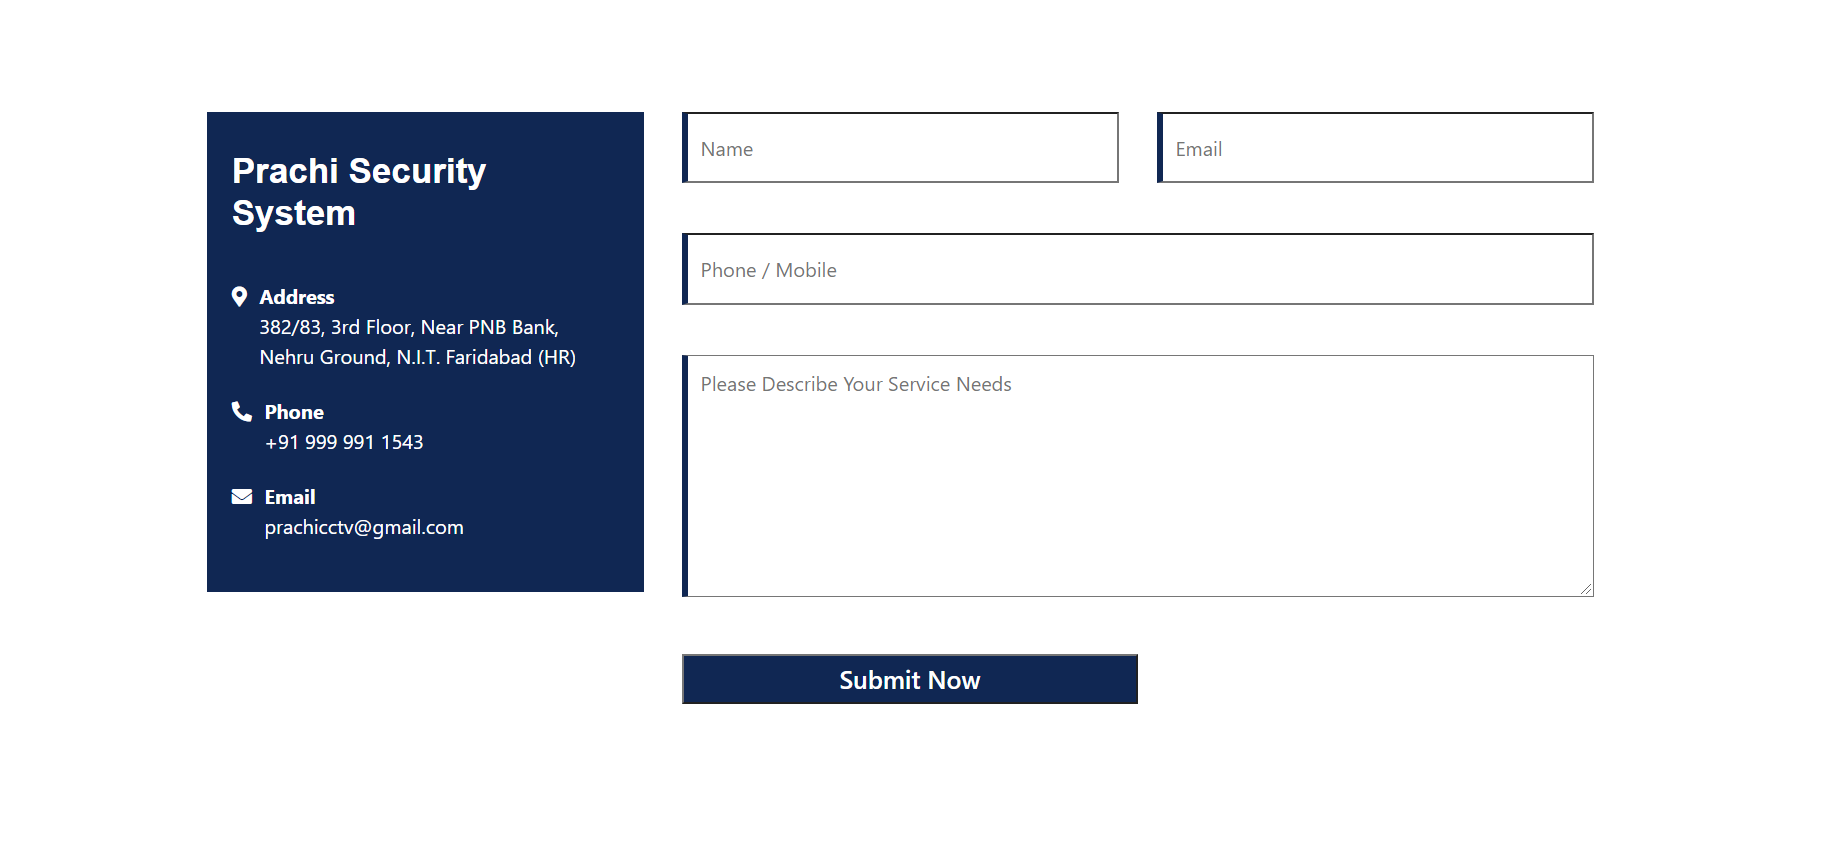 Prachi Security
System
Address
382/83, 3rd Floor, Near PNB Bank,
Nehru Ground, N.I.T. Faridabad (HR)
Phone
+91 999 991 1543
Email
prachicctv@gmail.com
Name
Email
Phone / Mobile
Please Describe Your Service Needs
Submit Now